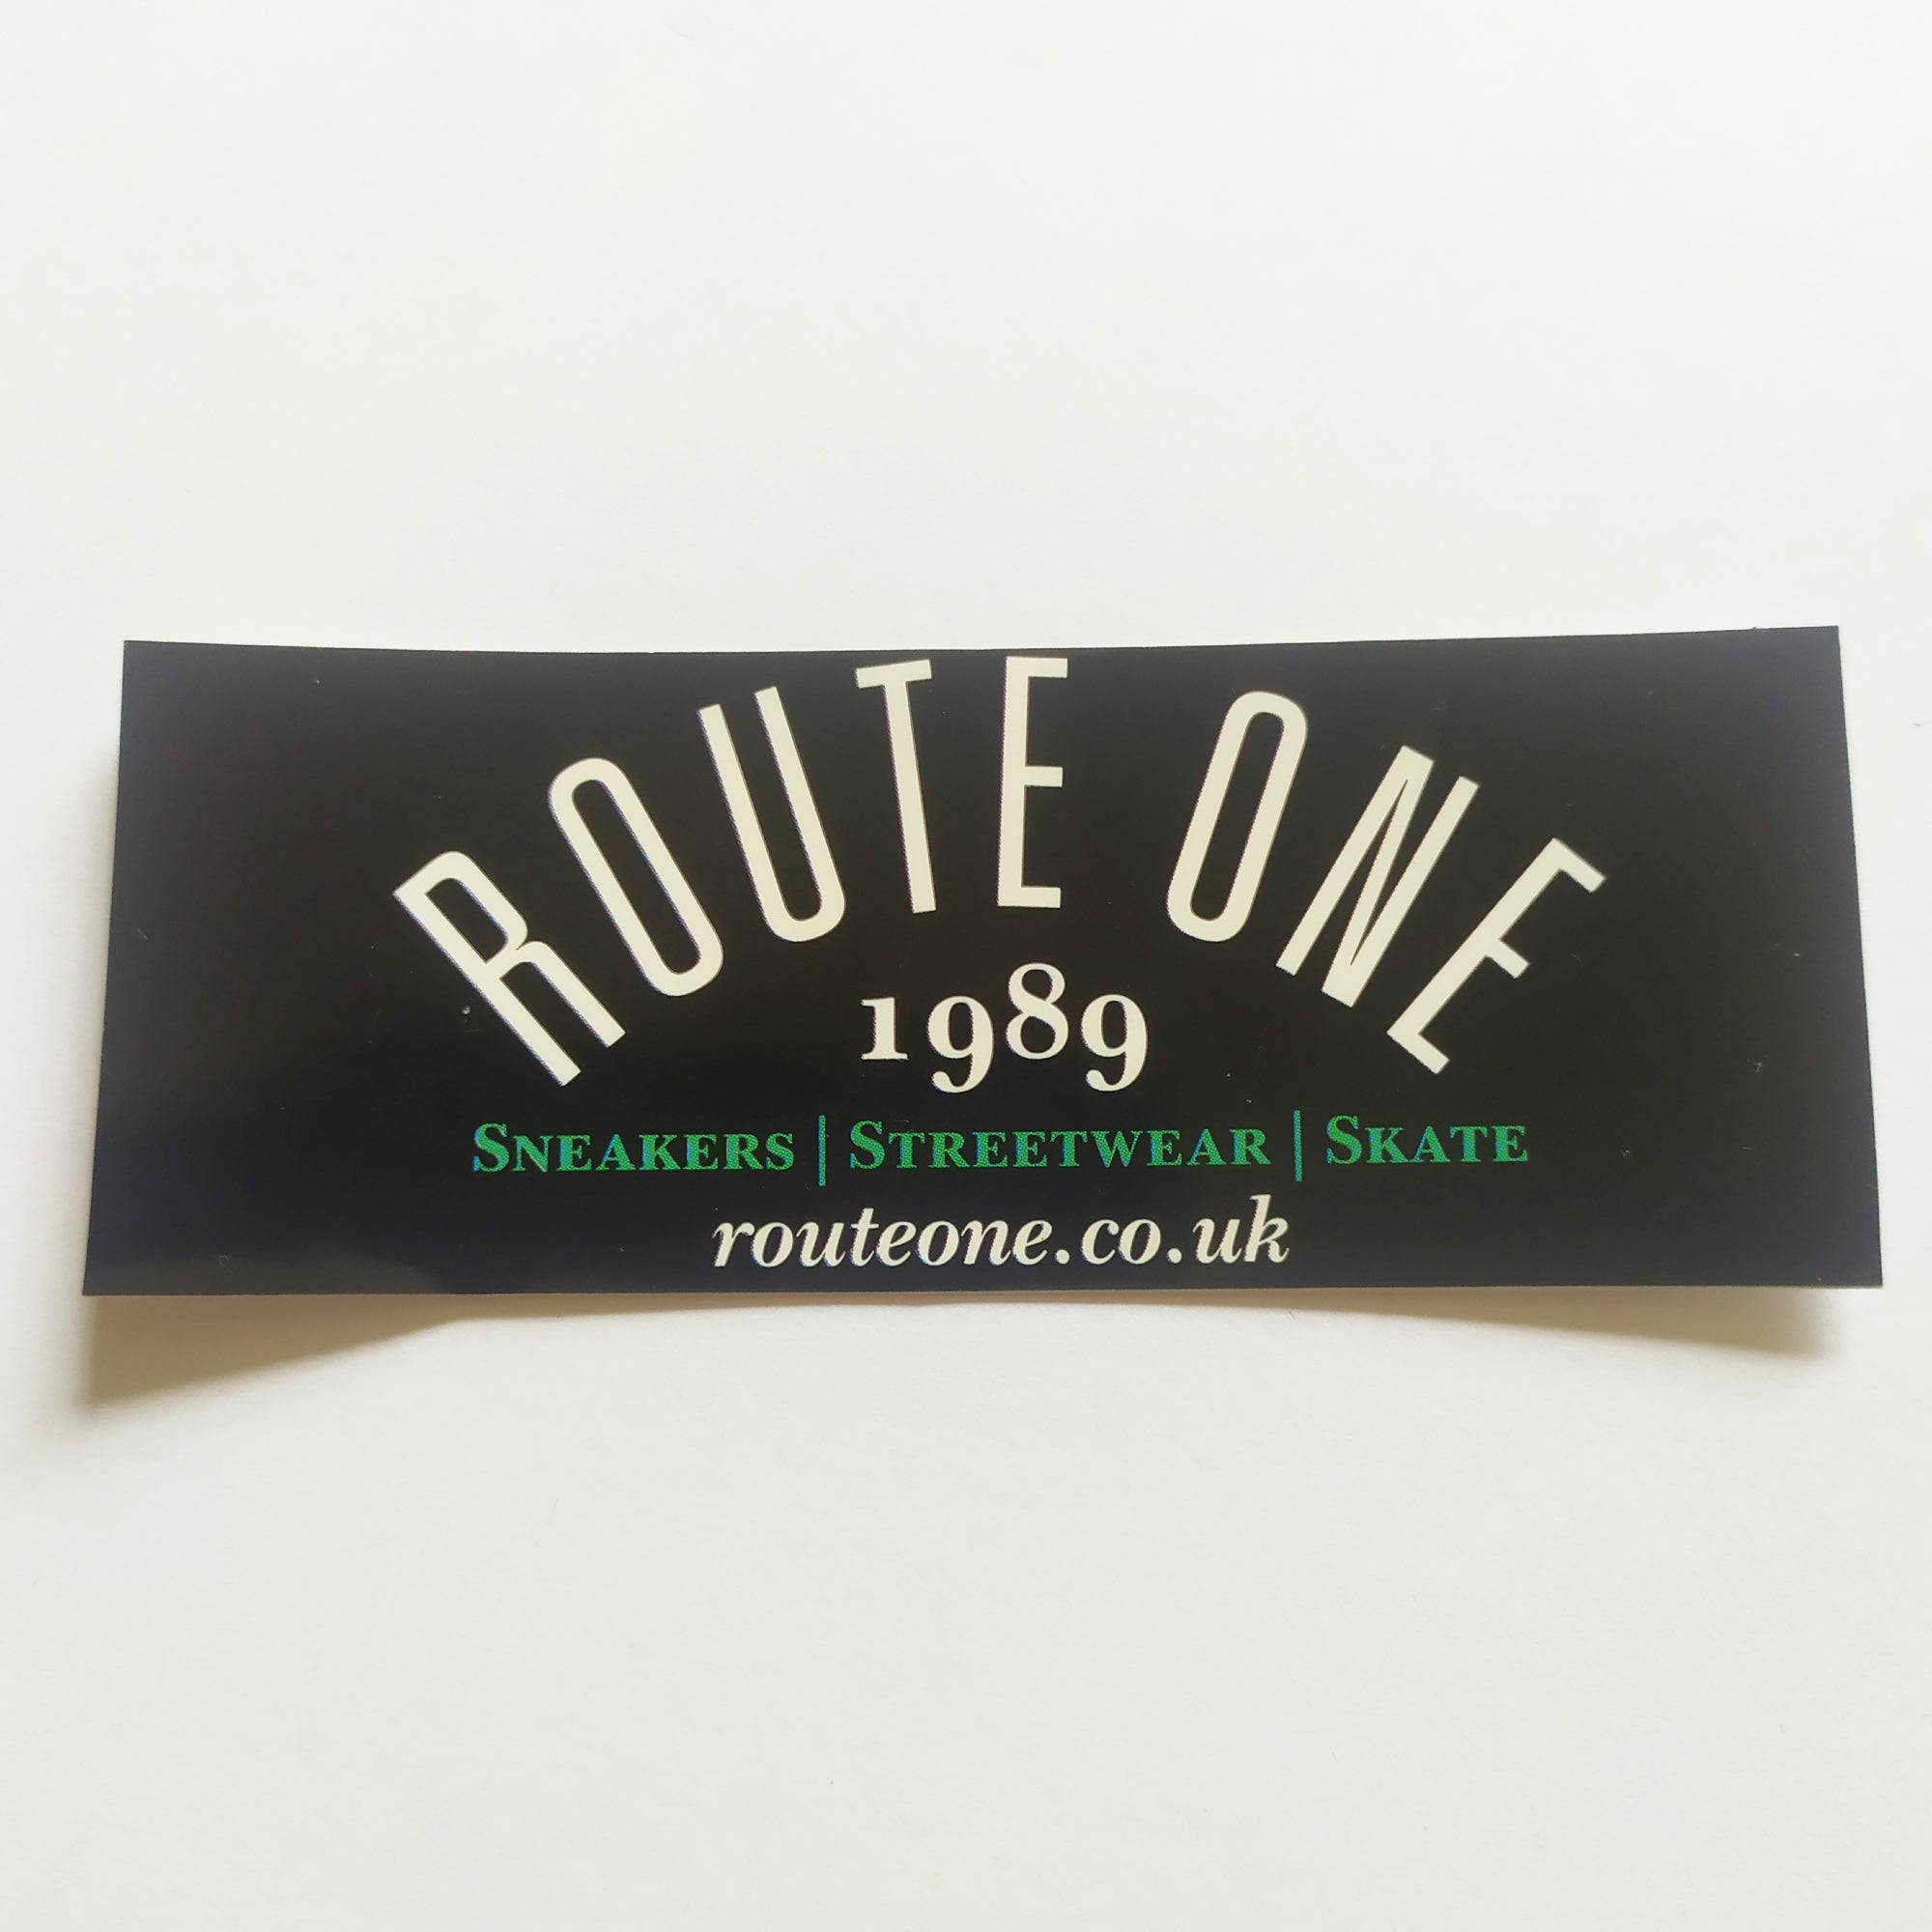 ROUTE ONE
1989
SNEAKERS | STREETWEAR | SKATE
routeone.co.uk